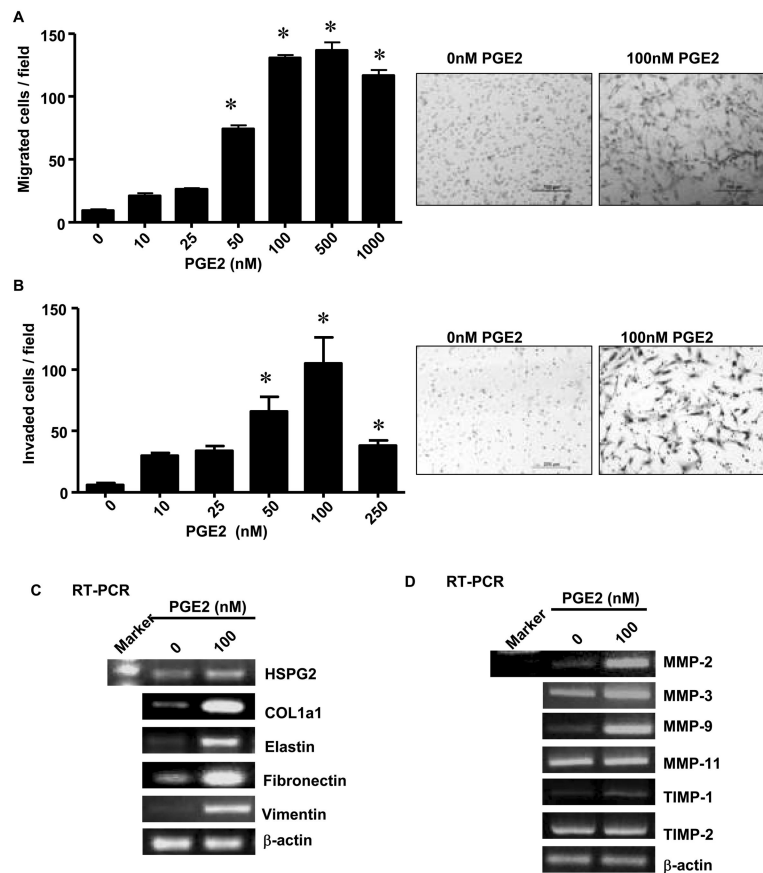 A
Migrated cells / field
150
100
50
0
* * * *
0 10 25 50 100 500 1000
PGE2 (nM)
0nM PGE2
100nM PGE2
B
Invaded cells / field
150
100
50
0
* * *
0 10 25 50 100 250
PGE2 (nM)
0nM PGE2
100nM PGE2
C RT-PCR
PGE2 (nM)
Marker 0 100
HSPG2
COL1a1
Elastin
Fibronectin
Vimentin
β-actin
D RT-PCR
PGE2 (nM)
Marker 0 100
MMP-2
MMP-3
MMP-9
MMP-11
TIMP-1
TIMP-2
β-actin